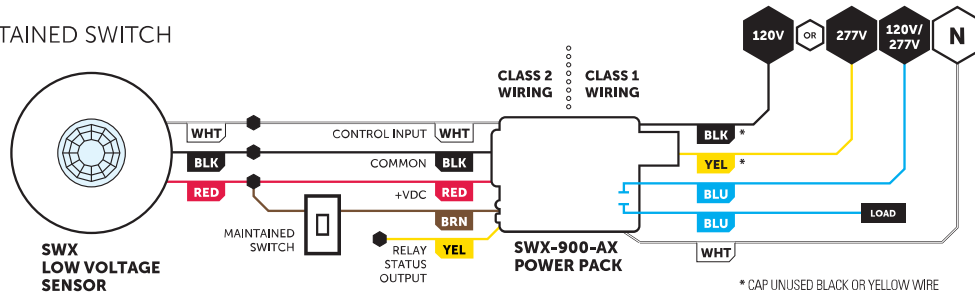 TAINED SWITCH
120V
OR
277V
120V/
277V
N
CLASS 2
WIRING
CLASS 1
WIRING
WHT
CONTROL INPUT
WHT
BLK *
BLK
COMMON
BLK
YEL *
RED
+VDC
RED
BLU
MAINTAINED
SWITCH
BRN
BLU
LOAD
RELAY
STATUS
OUTPUT
YEL
WHT
SWX
LOW VOLTAGE
SENSOR
SWX-900-AX
POWER PACK
* CAP UNUSED BLACK OR YELLOW WIRE